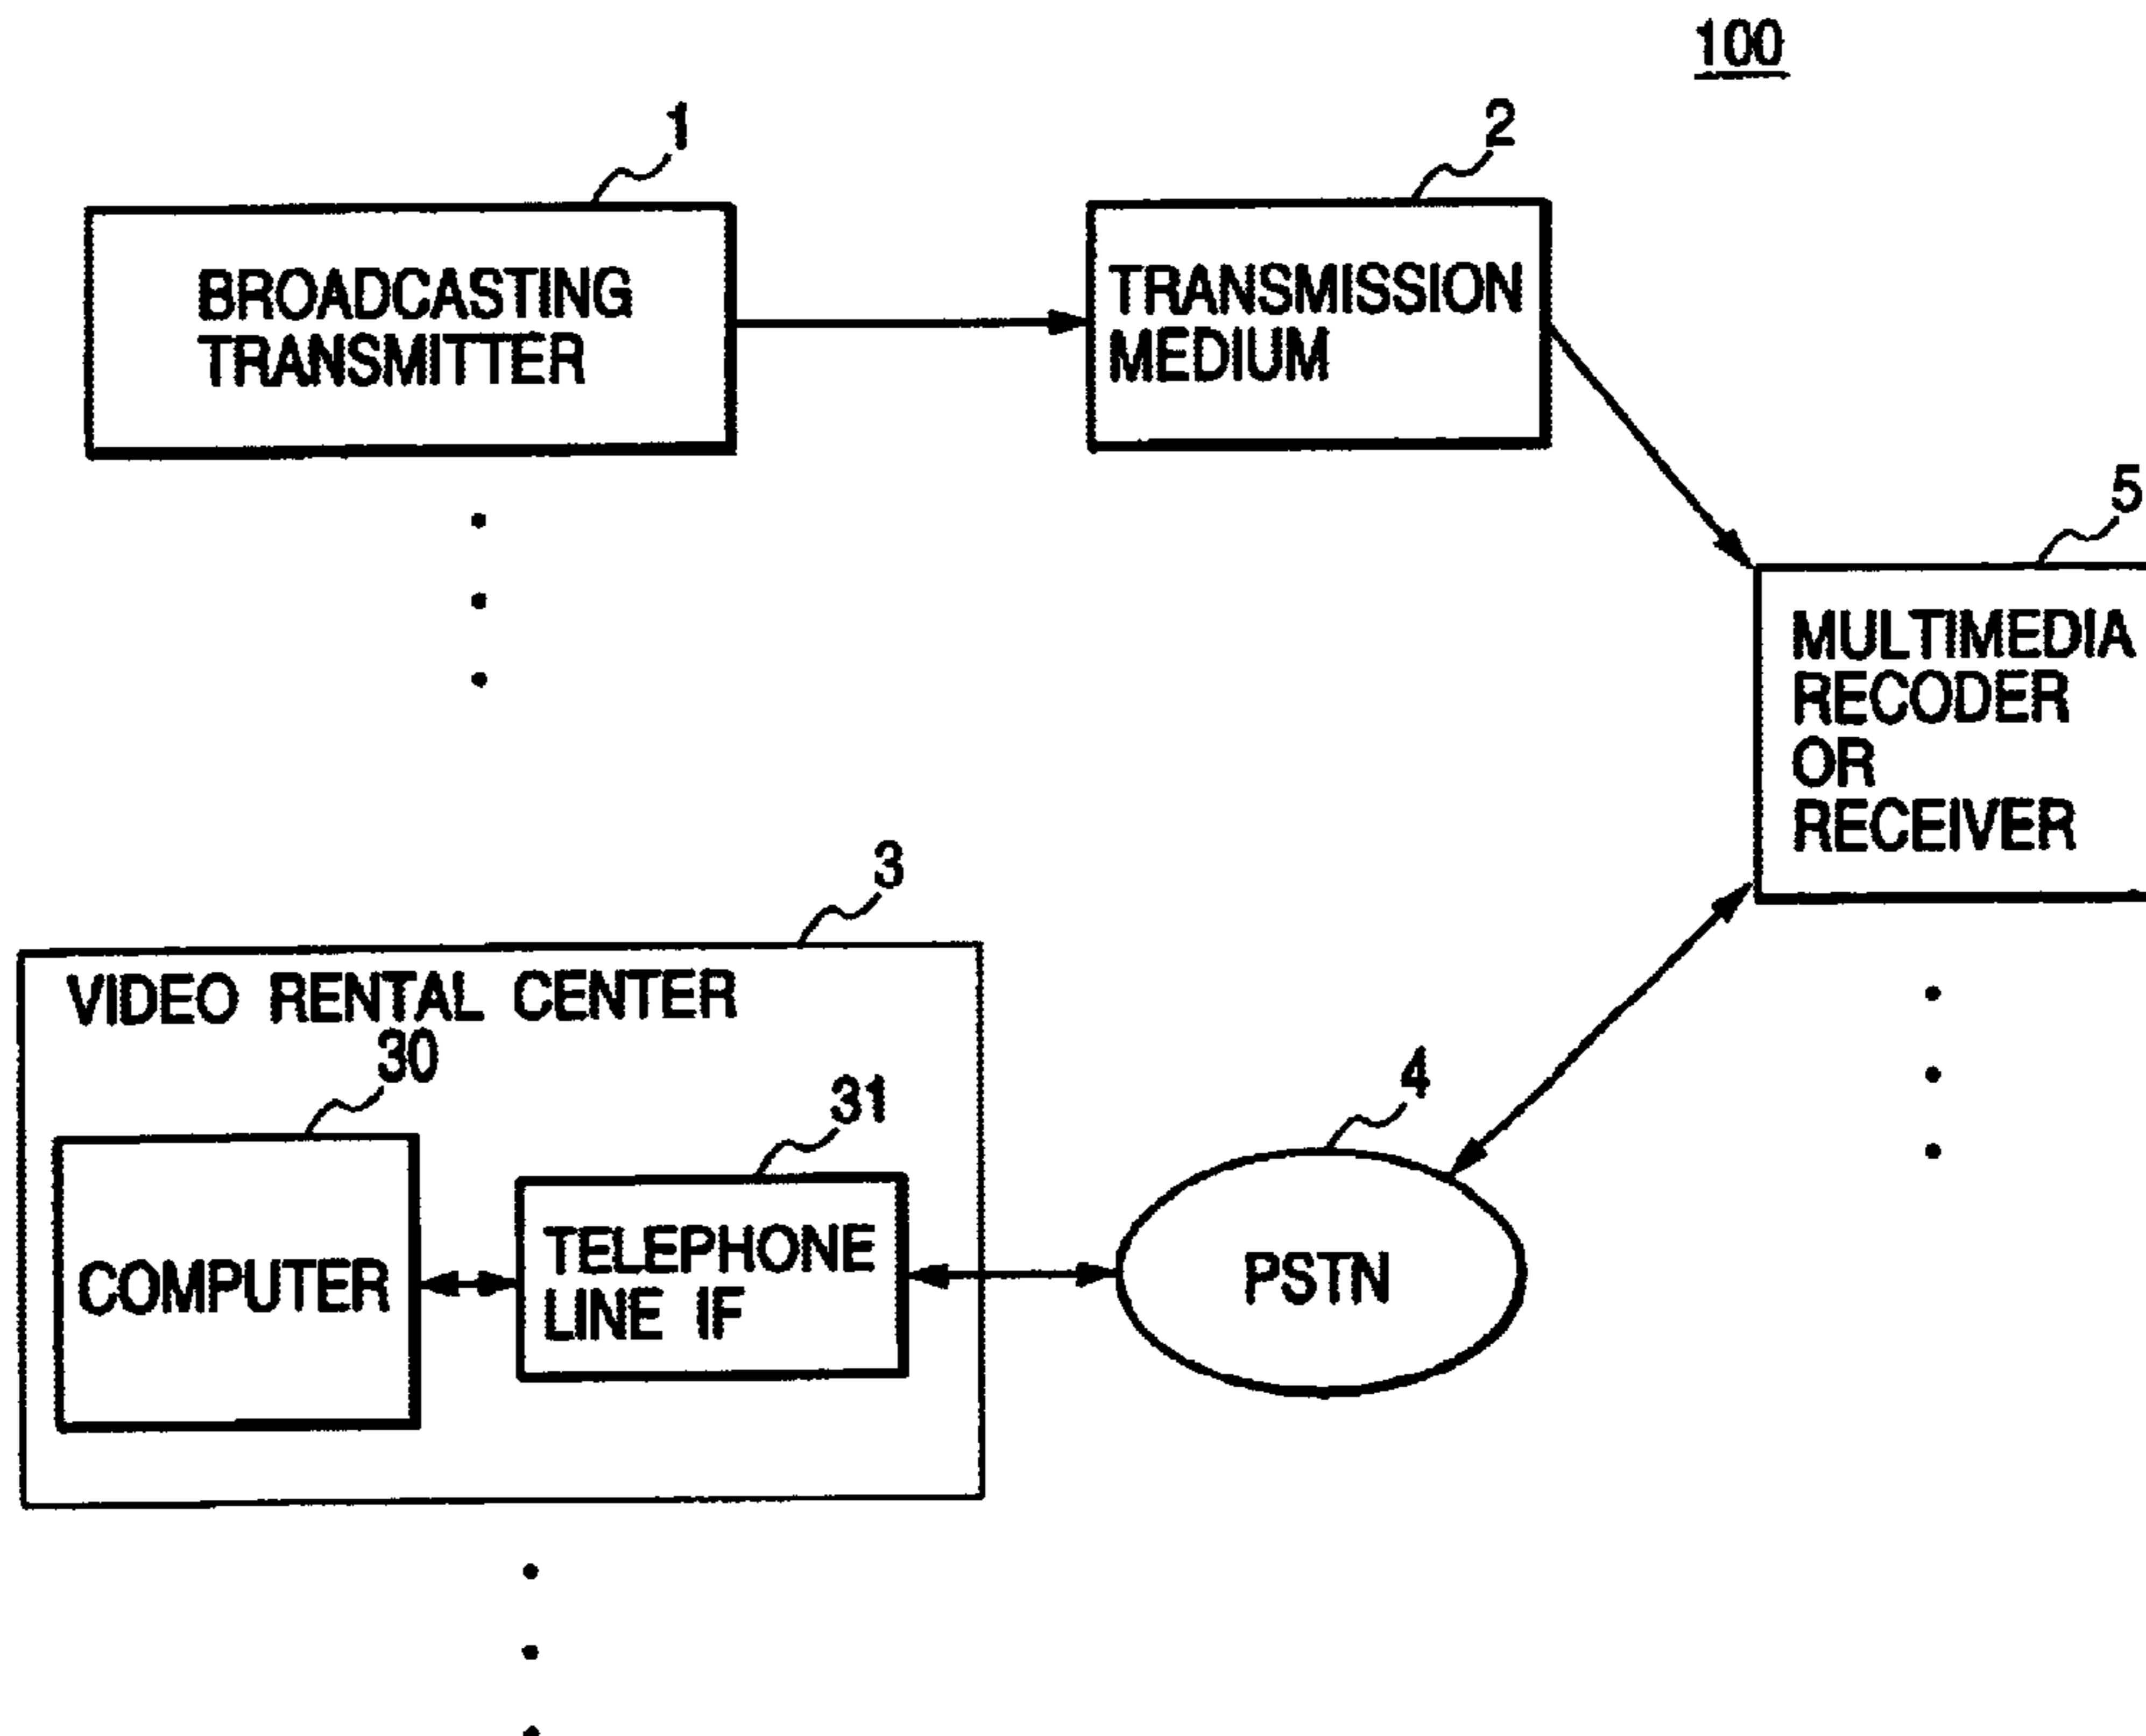 100
1
2
BROADCASTING
TRANSMITTER
TRANSMISSION
MEDIUM
5
MULTIMEDIA
RECODER
OR
RECEIVER
3
VIDEO RENTAL CENTER
30
31
4
COMPUTER
TELEPHONE
LINE IF
PSTN